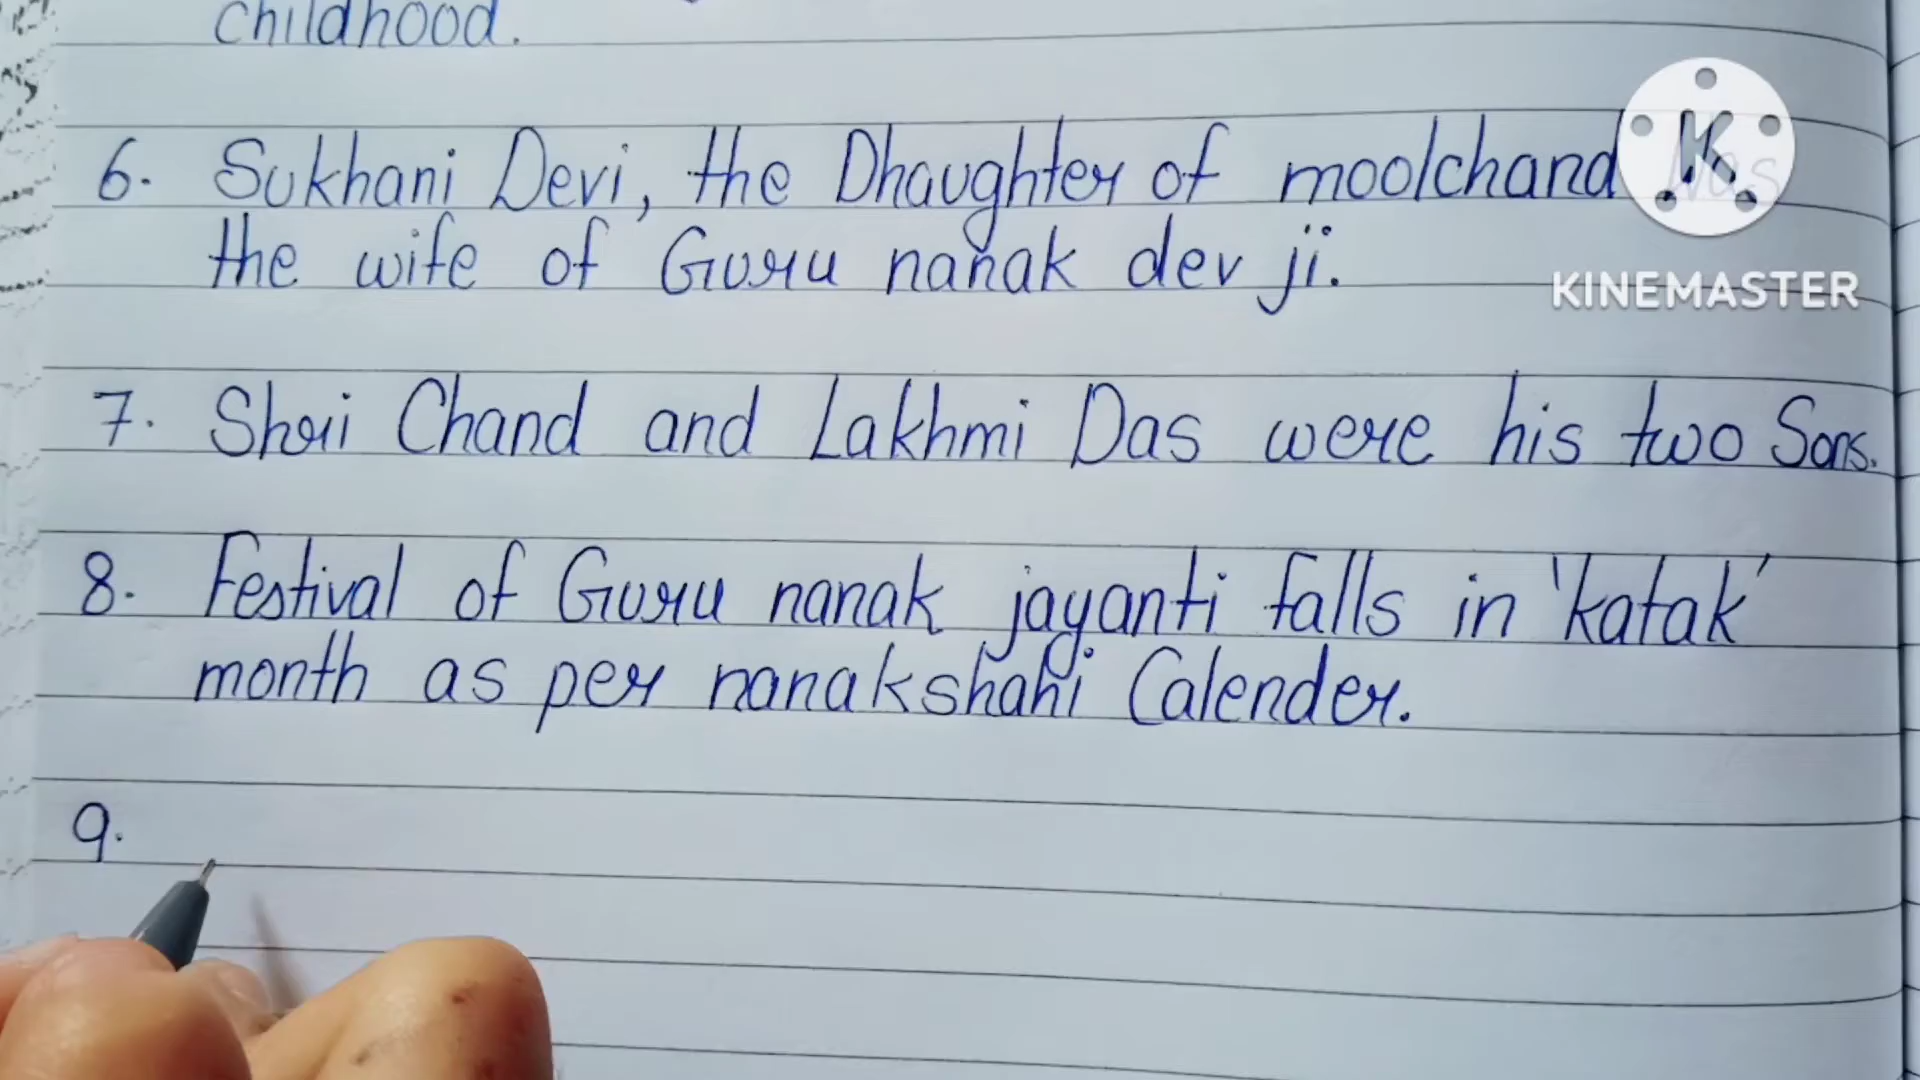 childhood.
6. Sukhani Devi, the Dhaughter of moolchand was
the wife of Guru nanak dev ji.
KINEMASTER
7. Shri Chand and Lakhmi Das were his two Sons.
8. Festival of Guru nanak jayanti falls in 'katak'
month as per nanakshahi Calender.
9.